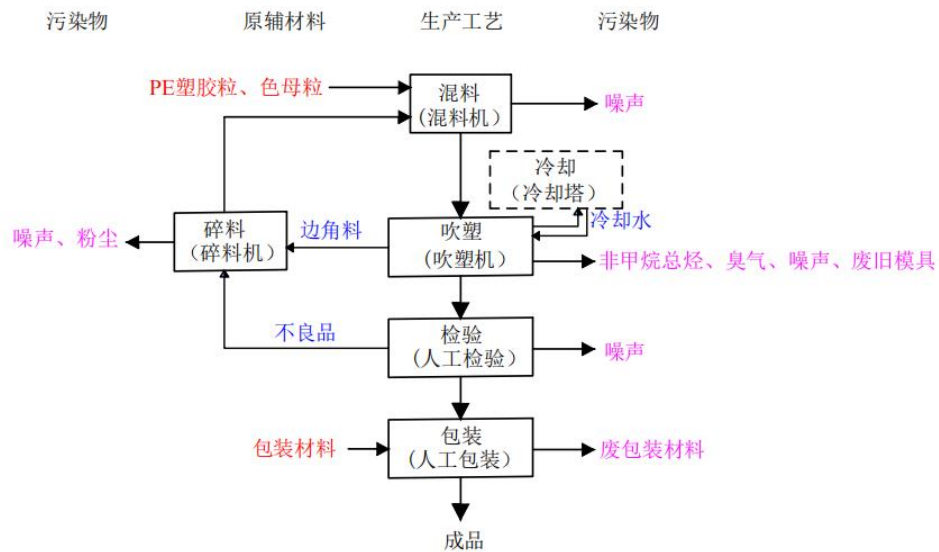 污染物 原辅材料 生产工艺 污染物
PE塑胶粒、色母粒
混料
(混料机)
噪声
冷却
(冷却塔)
冷却水
碎料
(碎料机)
噪声、粉尘
边角料
吹塑
(吹塑机)
非甲烷总烃、臭气、噪声、废旧模具
不良品
检验
(人工检验)
噪声
包装材料
包装
(人工包装)
废包装材料
成品